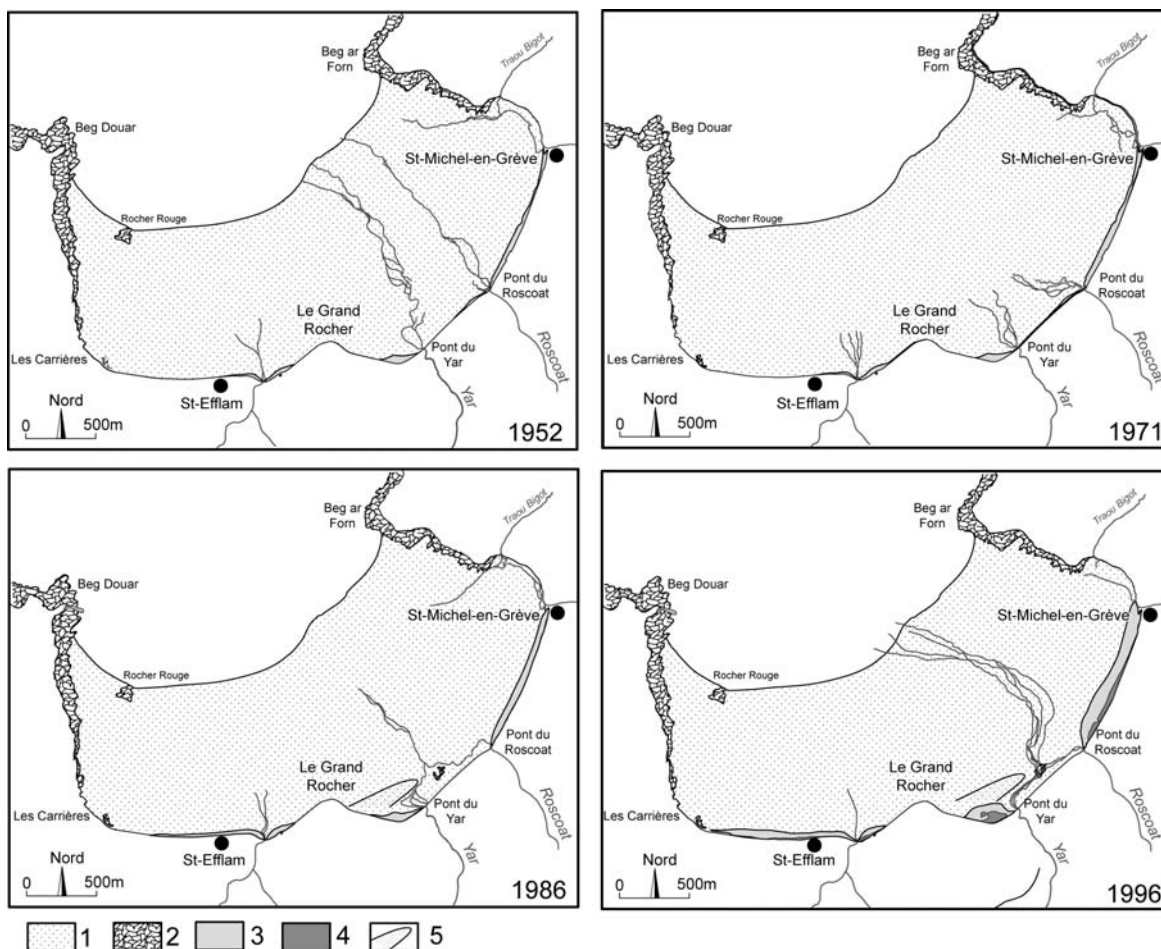 Beg ar
Forn
Traou Bigot
Beg Douar
St-Michel-en-Grève
Rocher Rouge
Pont du
Roscoat
Le Grand
Rocher
Roscoat
Les Carrières
Pont du
Yar
St-Efflam
Yar
Nord
0 500m
1952
Beg ar
Forn
Traou Bigot
Beg Douar
St-Michel-en-Grève
Rocher Rouge
Pont du
Roscoat
Le Grand
Rocher
Roscoat
Les Carrières
Pont du
Yar
St-Efflam
Yar
Nord
0 500m
1971
Beg ar
Forn
Traou Bigot
Beg Douar
St-Michel-en-Grève
Rocher Rouge
Pont du
Roscoat
Le Grand
Rocher
Roscoat
Les Carrières
Pont du
Yar
St-Efflam
Yar
Nord
0 500m
1986
Beg ar
Forn
Traou Bigot
Beg Douar
St-Michel-en-Grève
Rocher Rouge
Pont du
Roscoat
Le Grand
Rocher
Roscoat
Les Carrières
Pont du
Yar
St-Efflam
Yar
Nord
0 500m
1996
1 2 3 4 5